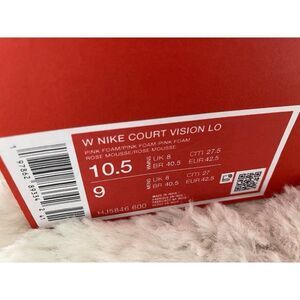 W NIKE COURT VISION LO
PINK FOAM/PINK FOAM-PINK FOAM
ROSE MOUSSE/ROSE MOUSSE
10.5 WMNS UK 8 CM 27.5
BR 40.5 EUR 42.5
9 MENS UK 8 CM 27
BR 40.5 EUR 42.5
HJ5846 600